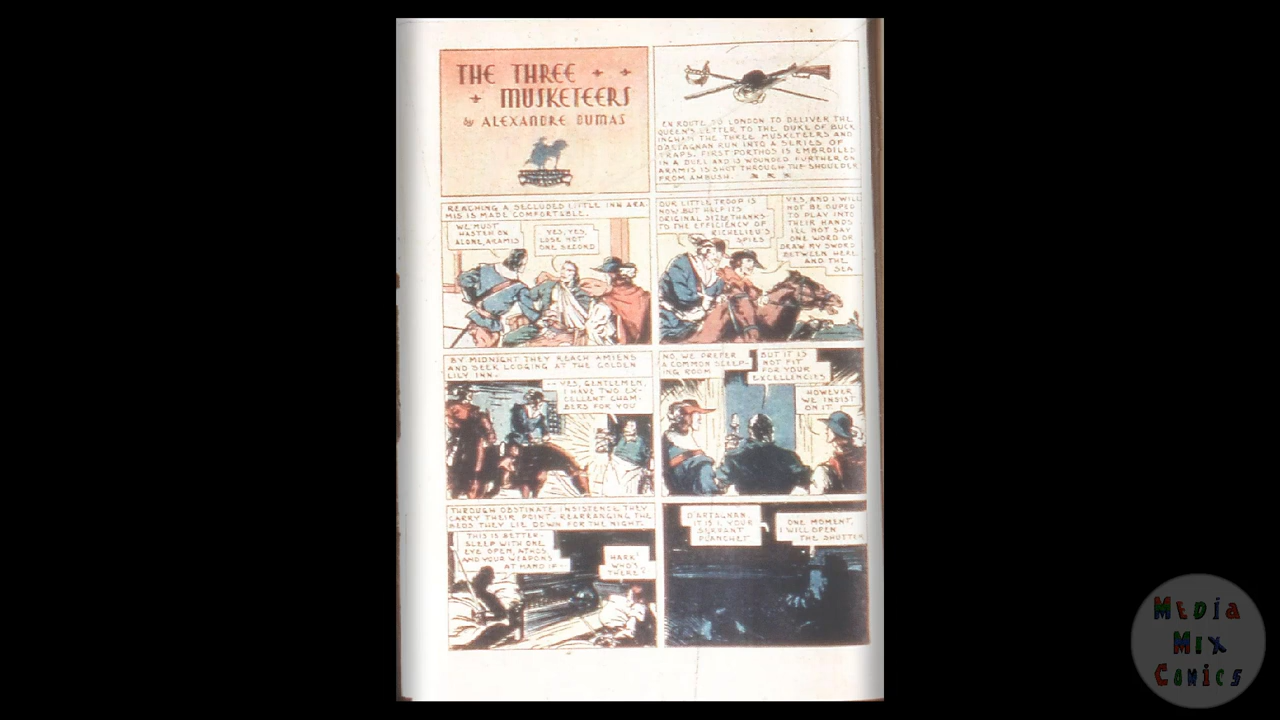 THE THREE
MUSKETEERS
by ALEXANDRE DUMAS
EN ROUTE TO LONDON TO DELIVER THE
QUEEN'S LETTER TO THE DUKE OF BUCK
INGHAM THE THREE MUSKETEERS AND
D'ARTAGNAN RUN INTO A SERIES OF
TRAPS. FIRST PORTHOS IS EMBROILED
IN A DUEL AND IS WOUNDED. FURTHER ON
ARAMIS IS SHOT THROUGH THE SHOULDER
FROM AMBUSH.
REACHING A SECLUDED LITTLE INN ARA-
MIS IS MADE COMFORTABLE.
WE MUST
HASTEN ON
ALONE, ARAMIS
YES, YES,
LOSE NOT
ONE SECOND
OUR LITTLE TROOP IS
NOW BUT HALF ITS
ORIGINAL SIZE THANKS
TO THE EFFICIENCY OF
RICHELIEU'S
SPIES
YES, AND I WILL
NOT BE DUPED
TO PLAY INTO
THEIR HANDS
I'LL NOT SAY
ONE WORD OR
DRAW MY SWORD
BETWEEN HERE
AND THE
SEA
BY MIDNIGHT THEY REACH AMIENS
AND SEEK LODGING AT THE GOLDEN
LILY INN.
-- YES, GENTLEMEN,
I HAVE TWO EX-
CELLENT CHAM-
BERS FOR YOU
NO, WE PREFER
A COMMON SLEEP-
ING ROOM
BUT IT IS
NOT FIT
FOR YOUR
EXCELLENCIES
HOWEVER
WE INSIST
ON IT.
THROUGH OBSTINATE INSISTENCE THEY
CARRY THEIR POINT. REARRANGING THE
BEDS THEY LIE DOWN FOR THE NIGHT.
THIS IS BETTER-
SLEEP WITH ONE
EYE OPEN, ATHOS
AND YOUR WEAPONS
AT HAND IF--
HARK!
WHO'S
THERE?
D'ARTAGNAN
IT IS I, YOUR
SERVANT
PLANCHET
ONE MOMENT,
I WILL OPEN
THE SHUTTER
MEDIA
MIX
COMICS